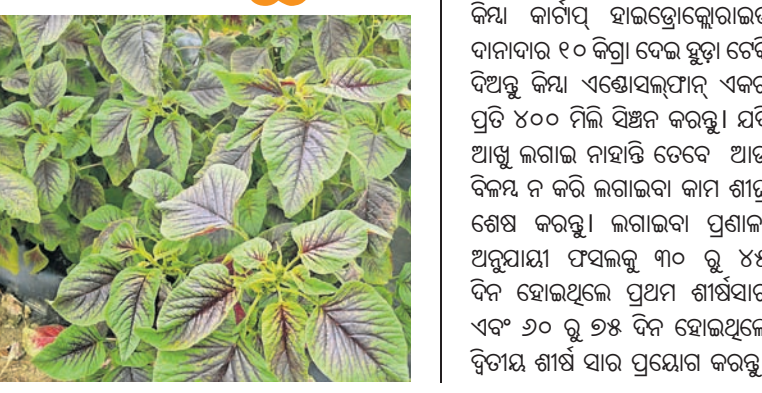 କିମ୍ବା କାର୍ଟାପ୍ ହାଇଡ୍ରୋକ୍ଲୋରାଇଡ
ଦାନାଦାର ୧୦ କିଗ୍ରା ଦେଇ ହୁଡ଼ା ଟେକି
ଦିଅନ୍ତୁ କିମ୍ବା ଏଣ୍ଡୋସଲ୍‌ଫାନ୍ ଏକର
ପ୍ରତି ୪୦୦ ମିଲି ସିଞ୍ଚନ କରନ୍ତୁ। ଯଦି
ଆଖୁ ଲଗାଇ ନାହାନ୍ତି ତେବେ ଆଉ
ବିଳମ୍ବ ନ କରି ଲଗାଇବା କାମ ଶୀଘ୍ର
ଶେଷ କରନ୍ତୁ। ଲଗାଇବା ପ୍ରଣାଳୀ
ଅନୁଯାୟୀ ଫସଲକୁ ୩୦ ରୁ ୪୫
ଦିନ ହୋଇଥିଲେ ପ୍ରଥମ ଶୀର୍ଷସାର
ଏବଂ ୬୦ ରୁ ୭୫ ଦିନ ହୋଇଥିଲେ
ଦ୍ୱିତୀୟ ଶୀର୍ଷ ସାର ପ୍ରୟୋଗ କରନ୍ତୁ